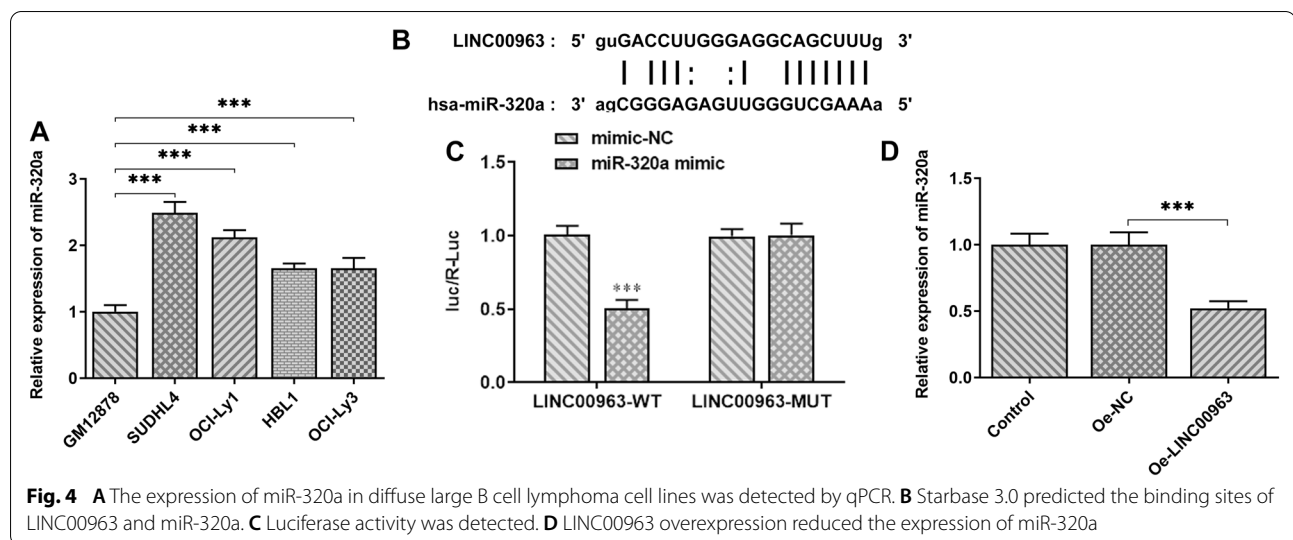 B
LINC00963 : 5' guGACCUUGGGAGGCAGCUUUg 3'
hsa-miR-320a : 3' agCGGGAGAGUUGGGUCGAAAa 5'
A
Relative expression of miR-320a
3
2
1
0
***
***
***
***
GM12878
SUDHL4
OCI-Ly1
HBL1
OCI-Ly3
C
mimic-NC
miR-320a mimic
luc/R-Luc
1.5
1.0
0.5
0.0
***
LINC00963-WT
LINC00963-MUT
D
Relative expression of miR-320a
1.5
1.0
0.5
0.0
***
Control
Oe-NC
Oe-LINC00963
Fig. 4 A The expression of miR-320a in diffuse large B cell lymphoma cell lines was detected by qPCR. B Starbase 3.0 predicted the binding sites of
LINC00963 and miR-320a. C Luciferase activity was detected. D LINC00963 overexpression reduced the expression of miR-320a